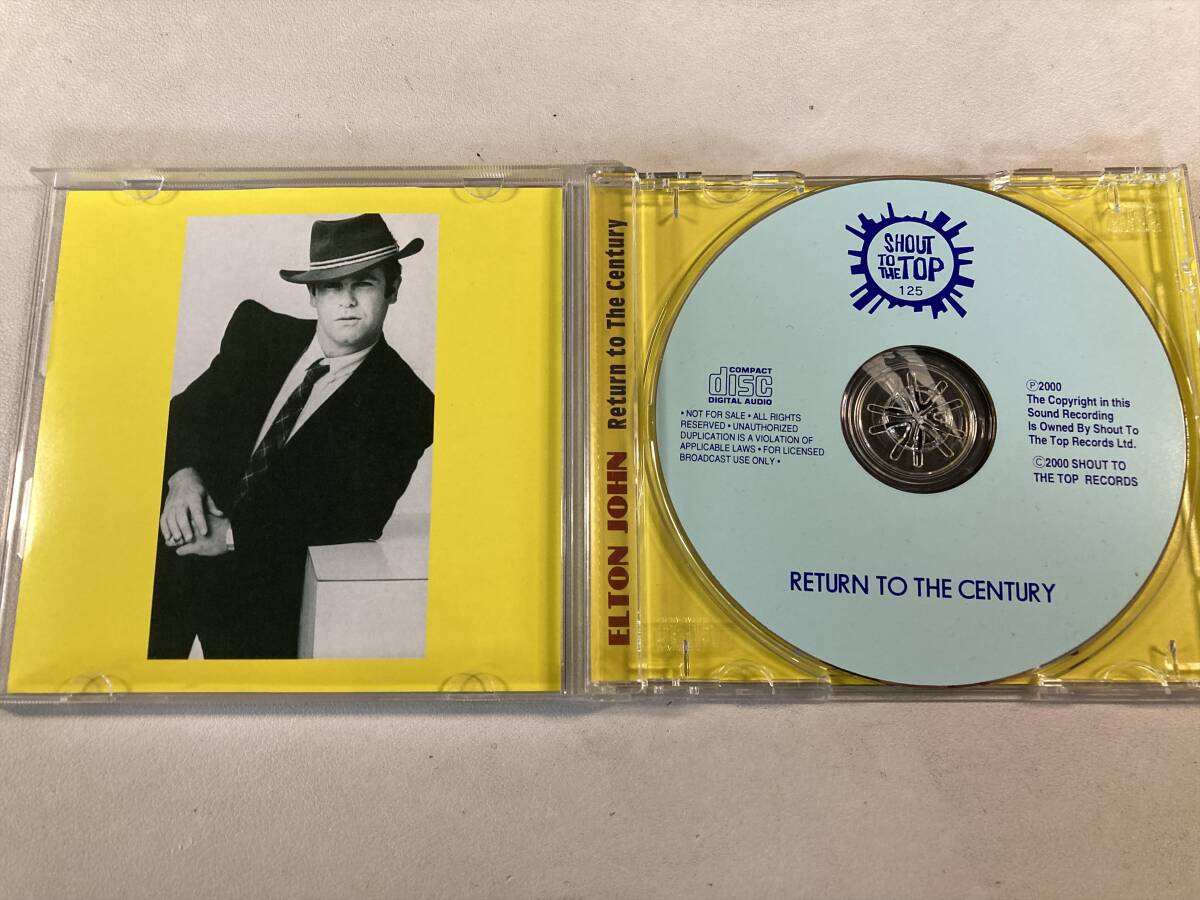 ELTON JOHN Return to The Century
SHOUT
TO
THE TOP
125
COMPACT
disc
DIGITAL AUDIO
• NOT FOR SALE • ALL RIGHTS
RESERVED • UNAUTHORIZED
DUPLICATION IS A VIOLATION OF
APPLICABLE LAWS • FOR LICENSED
BROADCAST USE ONLY •
Ⓟ2000
The Copyright in this
Sound Recording
Is Owned By Shout To
The Top Records Ltd.
©2000 SHOUT TO
THE TOP RECORDS
RETURN TO THE CENTURY